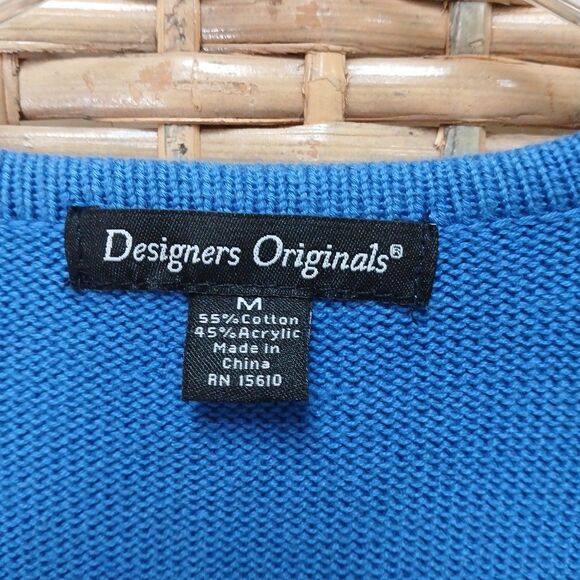 Designers Originals®
M
55% Cotton
45% Acrylic
Made in
China
RN 15610